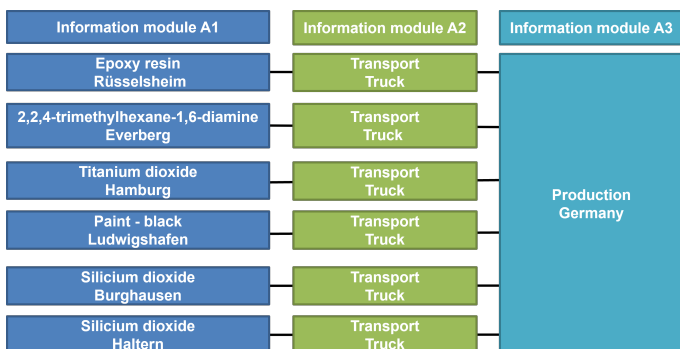 Information module A1
Information module A2
Information module A3
Epoxy resin
Rüsselsheim
Transport
Truck
2,2,4-trimethylhexane-1,6-diamine
Everberg
Transport
Truck
Titanium dioxide
Hamburg
Transport
Truck
Production
Germany
Paint - black
Ludwigshafen
Transport
Truck
Silicium dioxide
Burghausen
Transport
Truck
Silicium dioxide
Haltern
Transport
Truck